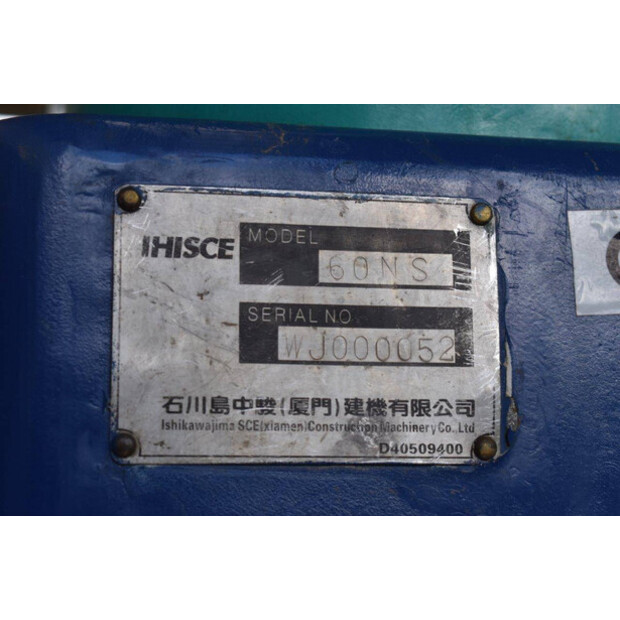 IHISCE
MODEL
60NS
SERIAL NO
WJ000052
石川島中駿(厦門)建機有限公司
Ishikawajima SCE(xiamen)Construction Machinery Co.,Ltd
D40509400